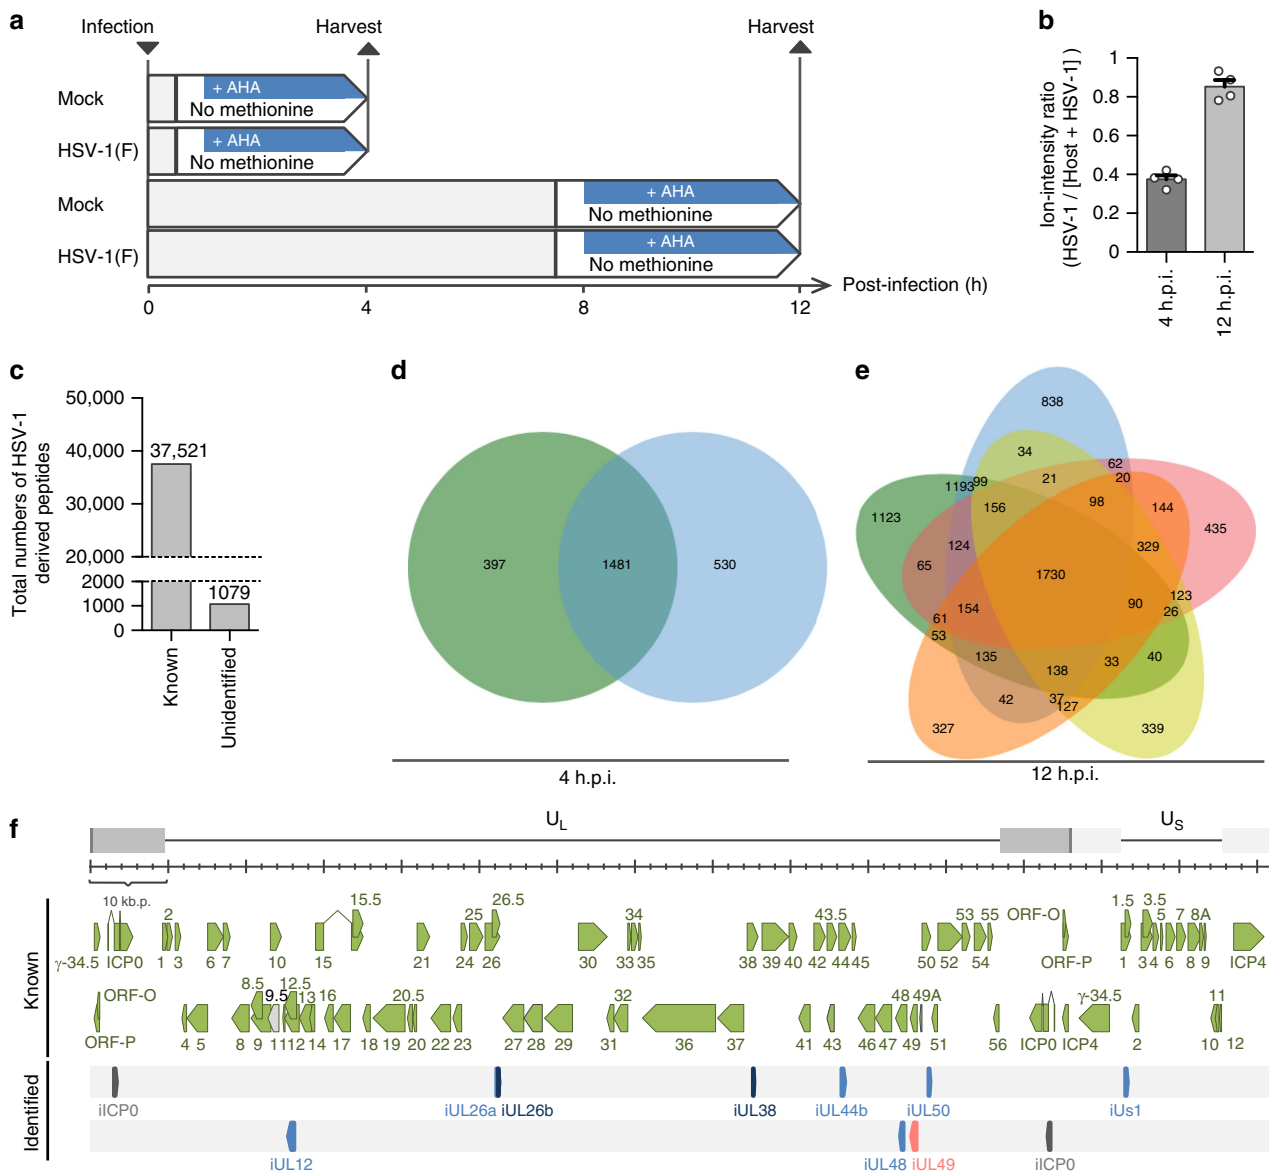 a
Infection
Harvest
Harvest
Mock
+ AHA
No methionine
HSV-1(F)
+ AHA
No methionine
Mock
+ AHA
No methionine
HSV-1(F)
+ AHA
No methionine
0
4
8
12
Post-infection (h)
b
Ion-intensity ratio
(HSV-1 / [Host + HSV-1] )
1
0.8
0.6
0.4
0.2
0
4 h.p.i.
12 h.p.i.
c
Total numbers of HSV-1
derived peptides
50,000
40,000
30,000
20,000
2000
1000
0
37,521
1079
Known
Unidentified
d
397
1481
530
4 h.p.i.
e
838
34
62
1193
99
21
20
1123
156
98
144
435
124
329
65
1730
61
154
90
123
26
53
135
138
33
40
42
37
127
327
339
12 h.p.i.
f
UL
US
10 kb.p.
Known
2
15.5
25
26.5
34
43.5
53
55
ORF-O
1.5
3.5
5
7
8A
γ-34.5
ICP0
1
3
6
7
10
15
21
24
26
30
33
35
38
39
40
42
44
45
50
52
54
ORF-P
1
3
4
6
8
9
ICP4
ORF-O
8.5
9.5
12.5
13
16
20.5
32
48
49A
γ-34.5
11
ORF-P
4
5
8
9
11
12
14
17
18
19
20
22
23
27
28
29
31
36
37
41
43
46
47
49
51
56
ICP0
ICP4
2
10
12
Identified
iICP0
iUL26a
iUL26b
iUL38
iUL44b
iUL50
iUs1
iUL12
iUL48
iUL49
iICP0